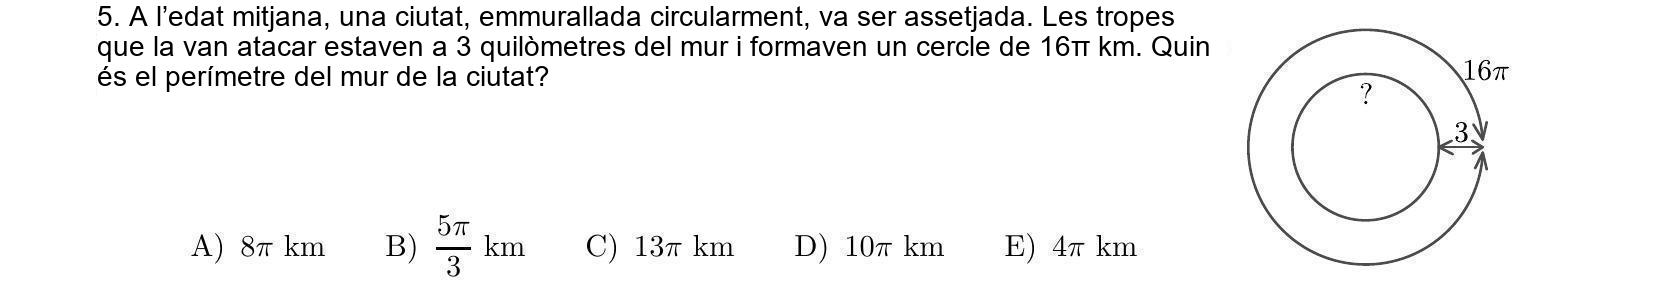 5. A l’edat mitjana, una ciutat, emmurallada circularment, va ser assetjada. Les tropes
que la van atacar estaven a 3 quilòmetres del mur i formaven un cercle de 16π km. Quin
és el perímetre del mur de la ciutat?
16π
?
3
A) 8π km B) 5π/3 km C) 13π km D) 10π km E) 4π km